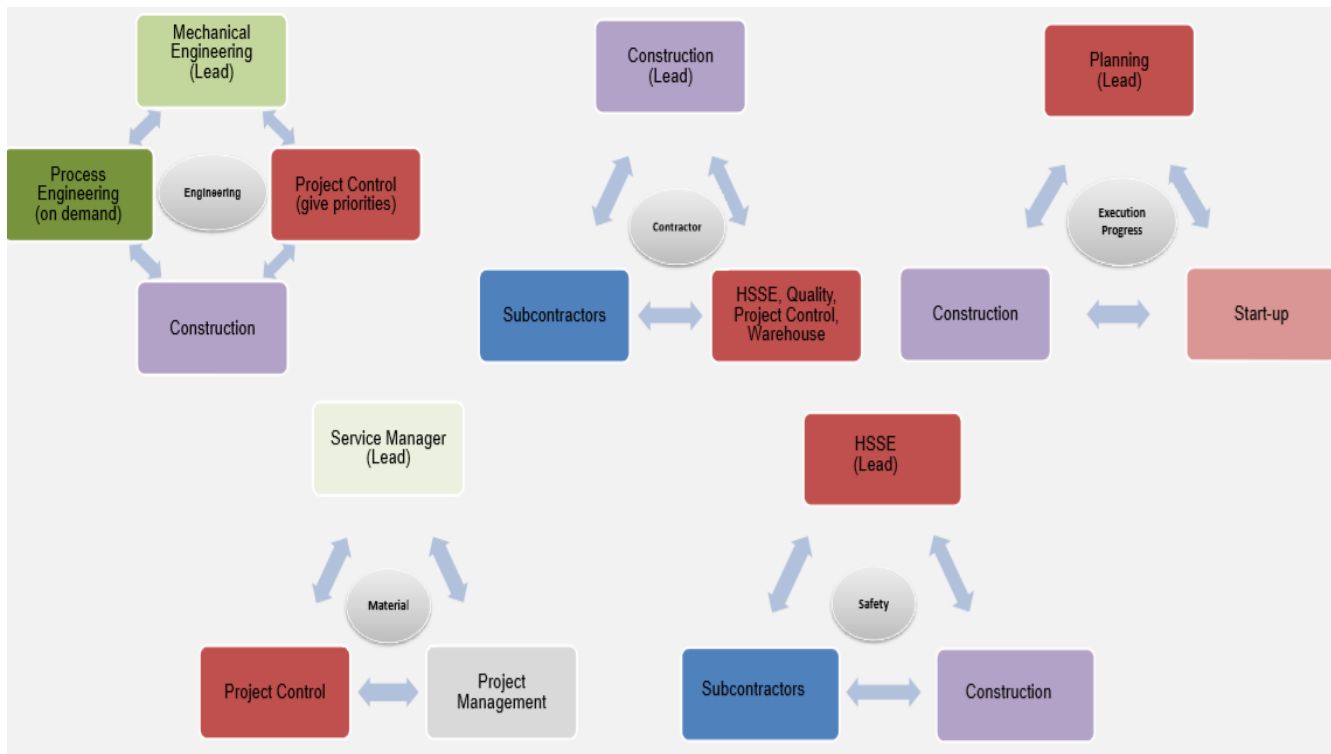 Mechanical
Engineering
(Lead)
Process
Engineering
(on demand)
Engineering
Project Control
(give priorities)
Construction
Construction
(Lead)
Contractor
Subcontractors
HSSE, Quality,
Project Control,
Warehouse
Planning
(Lead)
Execution
Progress
Construction
Start-up
Service Manager
(Lead)
Material
Project Control
Project
Management
HSSE
(Lead)
Safety
Subcontractors
Construction